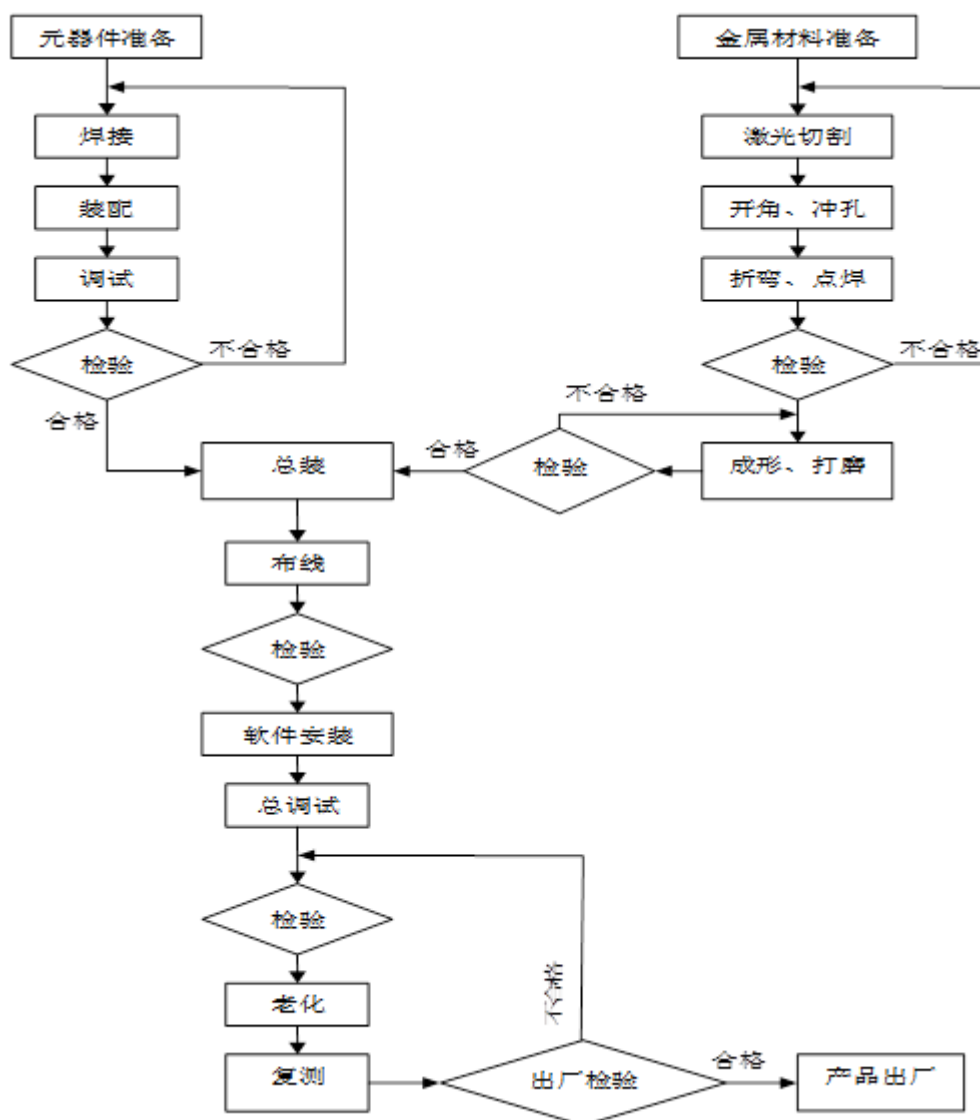 元器件准备
金属材料准备
焊接
激光切割
装配
开角、冲孔
调试
折弯、点焊
检验
不合格
检验
不合格
不合格
合格
总装
合格
检验
成形、打磨
布线
检验
软件安装
总调试
检验
不合格
老化
复测
出厂检验
合格
产品出厂